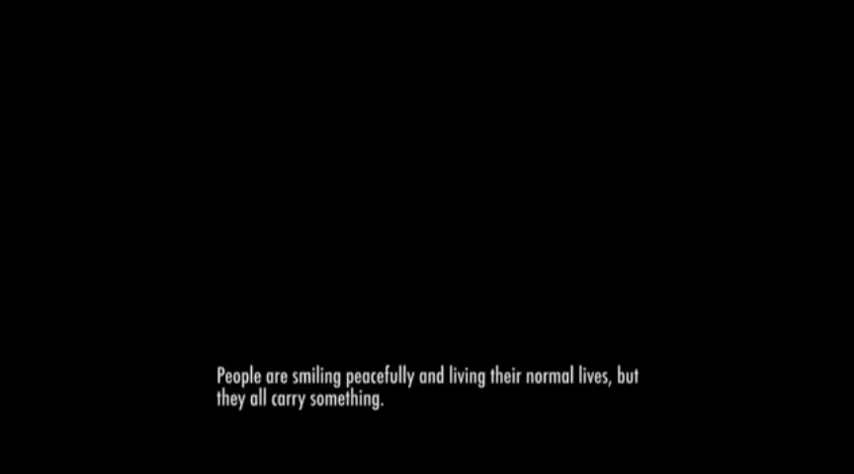 People are smiling peacefully and living their normal lives, but
they all carry something.